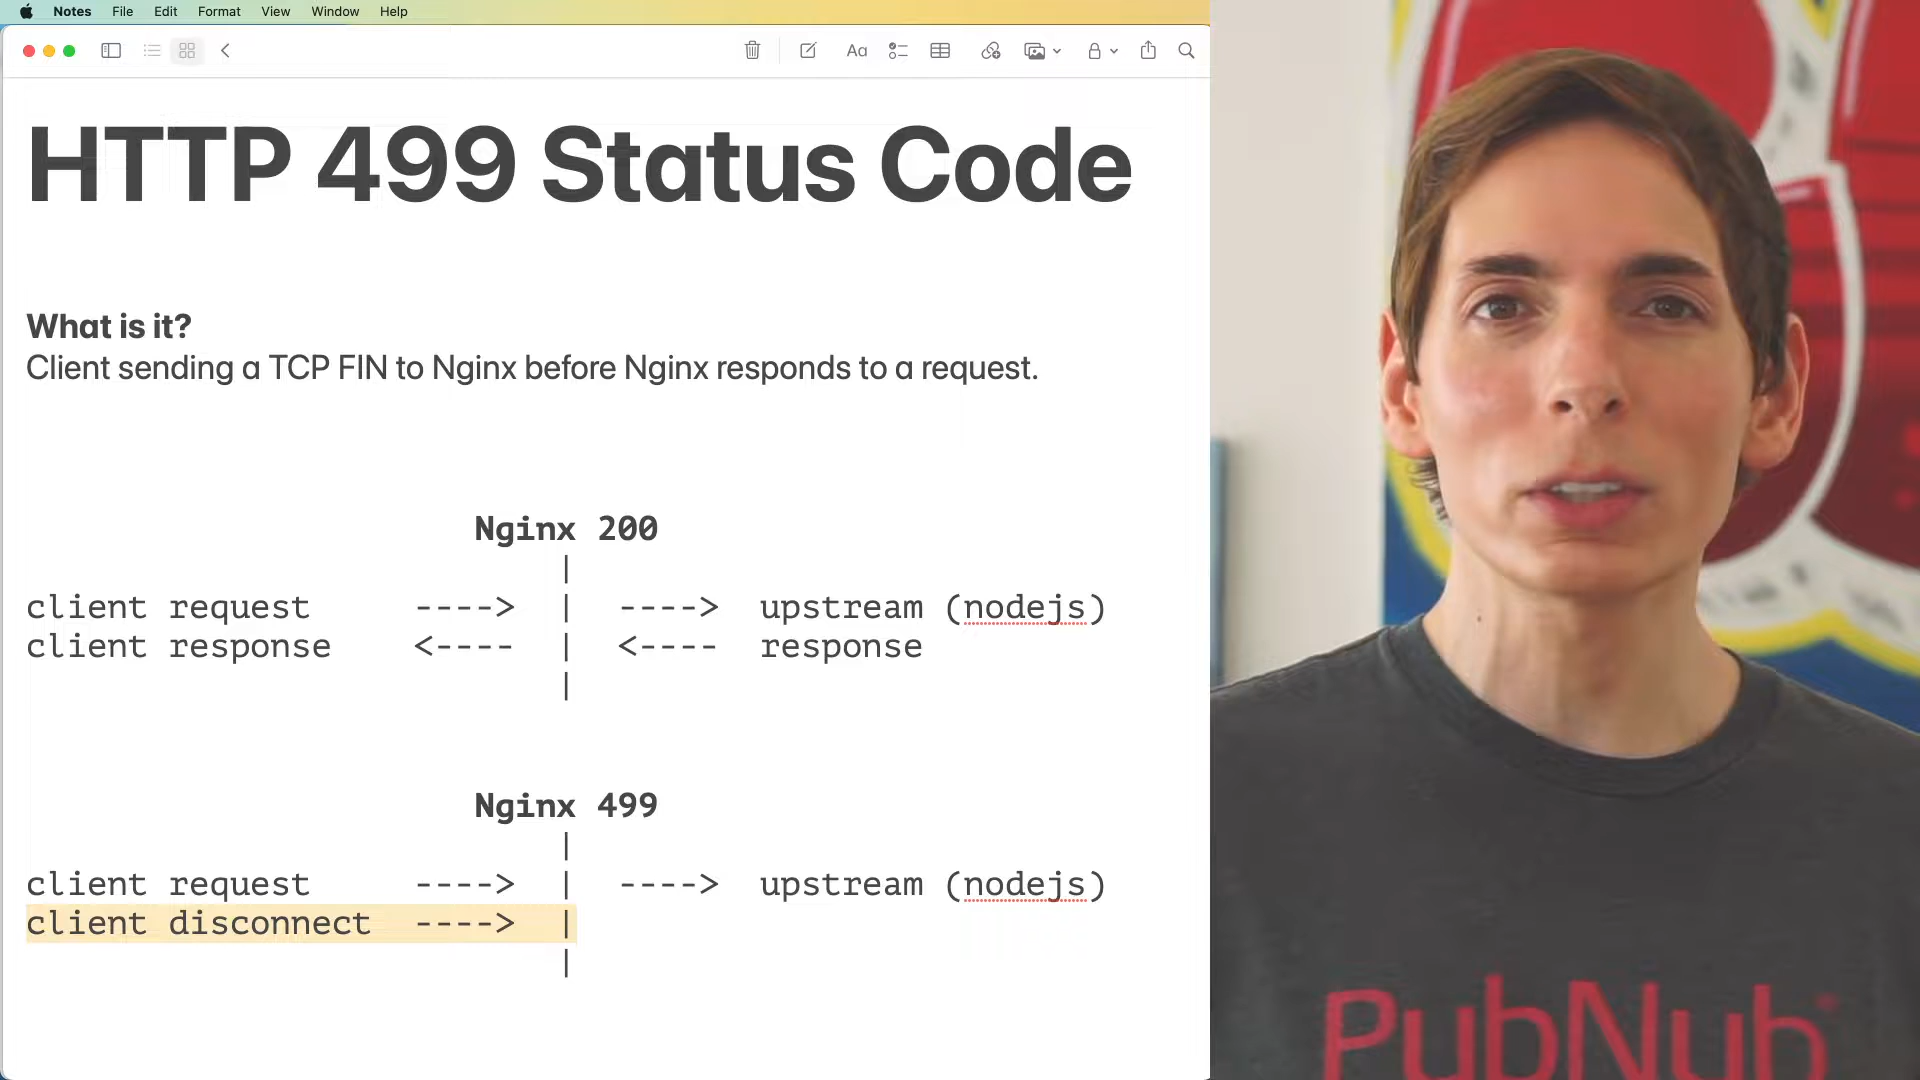 Notes File Edit Format View Window Help
Aa
HTTP 499 Status Code
What is it?
Client sending a TCP FIN to Nginx before Nginx responds to a request.
Nginx 200
|
client request ----> | ----> upstream (nodejs)
client response <---- | <---- response
|
Nginx 499
|
client request ----> | ----> upstream (nodejs)
client disconnect ----> |
|
PubNub